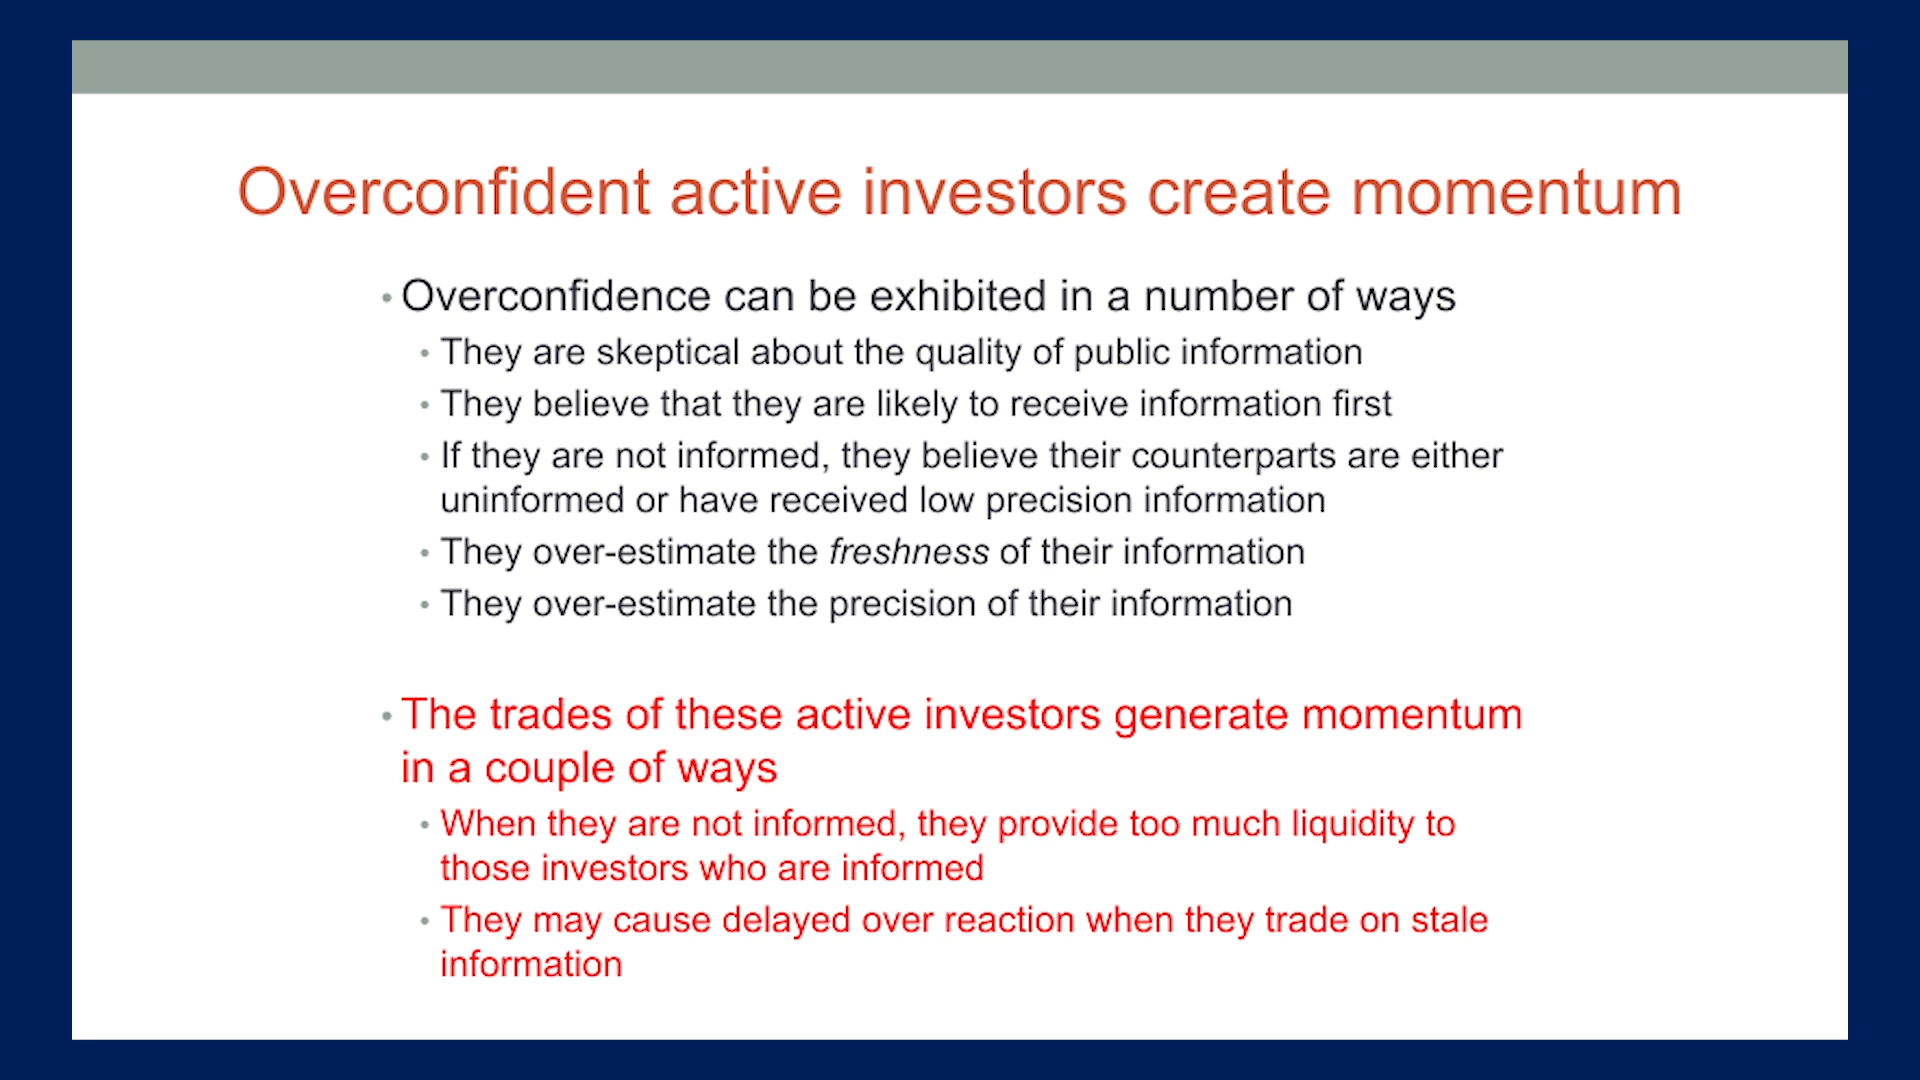 Overconfident active investors create momentum
• Overconfidence can be exhibited in a number of ways
• They are skeptical about the quality of public information
• They believe that they are likely to receive information first
• If they are not informed, they believe their counterparts are either
uninformed or have received low precision information
• They over-estimate the freshness of their information
• They over-estimate the precision of their information
• The trades of these active investors generate momentum
in a couple of ways
• When they are not informed, they provide too much liquidity to
those investors who are informed
• They may cause delayed over reaction when they trade on stale
information